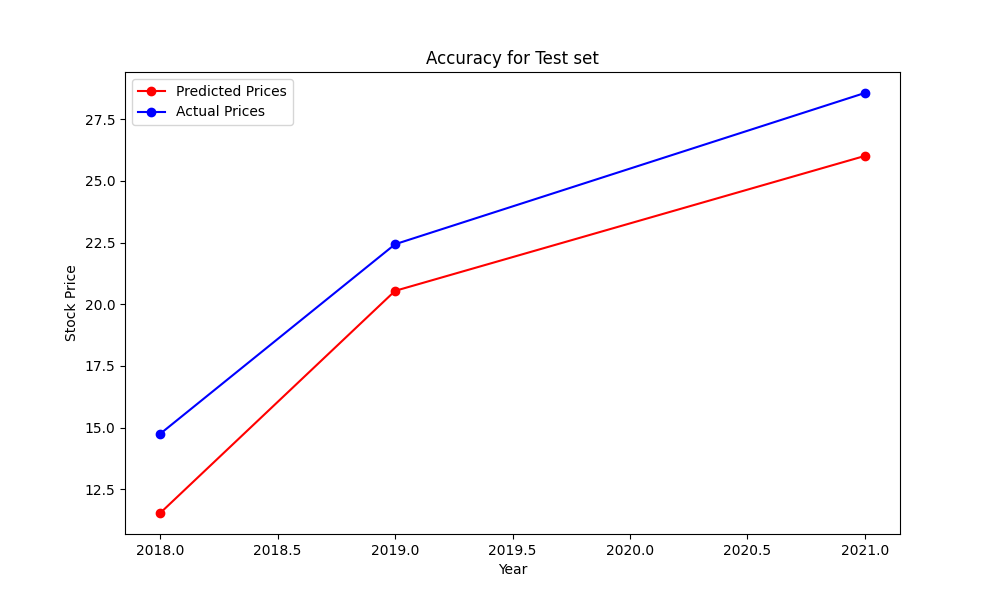 Accuracy for Test set
Predicted Prices
Actual Prices
27.5
25.0
22.5
20.0
17.5
15.0
12.5
Stock Price
2018.0 2018.5 2019.0 2019.5 2020.0 2020.5 2021.0
Year